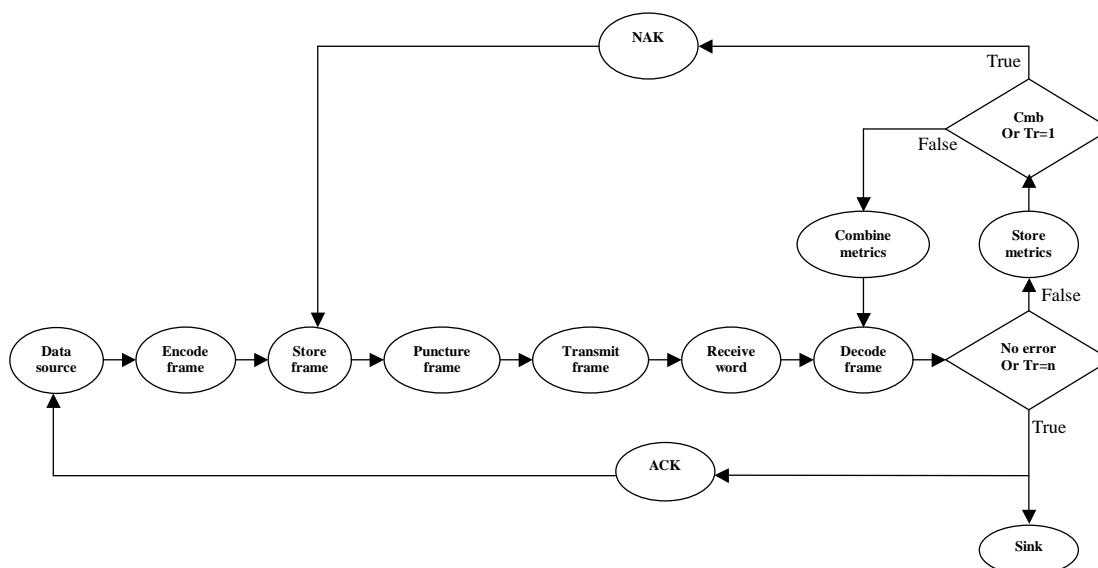 NAK
True
Cmb
Or Tr=1
False
Combine
metrics
Store
metrics
False
Data
source
Encode
frame
Store
frame
Puncture
frame
Transmit
frame
Receive
word
Decode
frame
No error
Or Tr=n
True
ACK
Sink